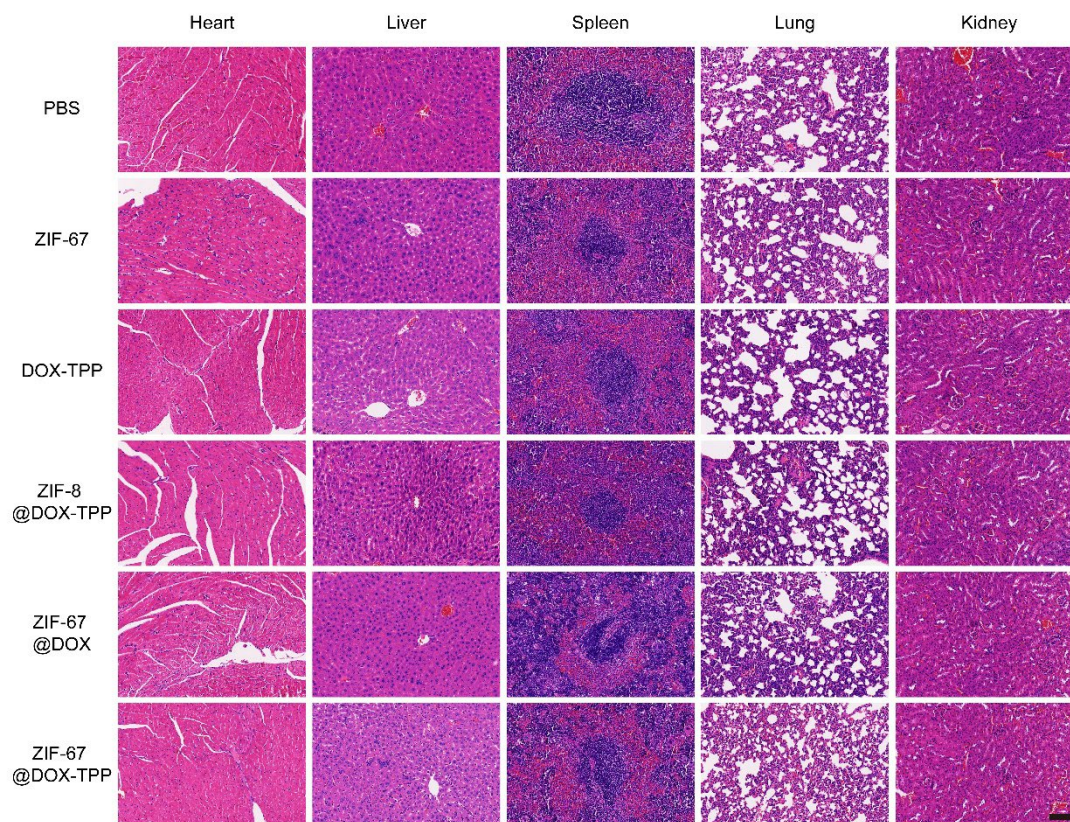 Heart Liver Spleen Lung Kidney
PBS
ZIF-67
DOX-TPP
ZIF-8
@DOX-TPP
ZIF-67
@DOX
ZIF-67
@DOX-TPP